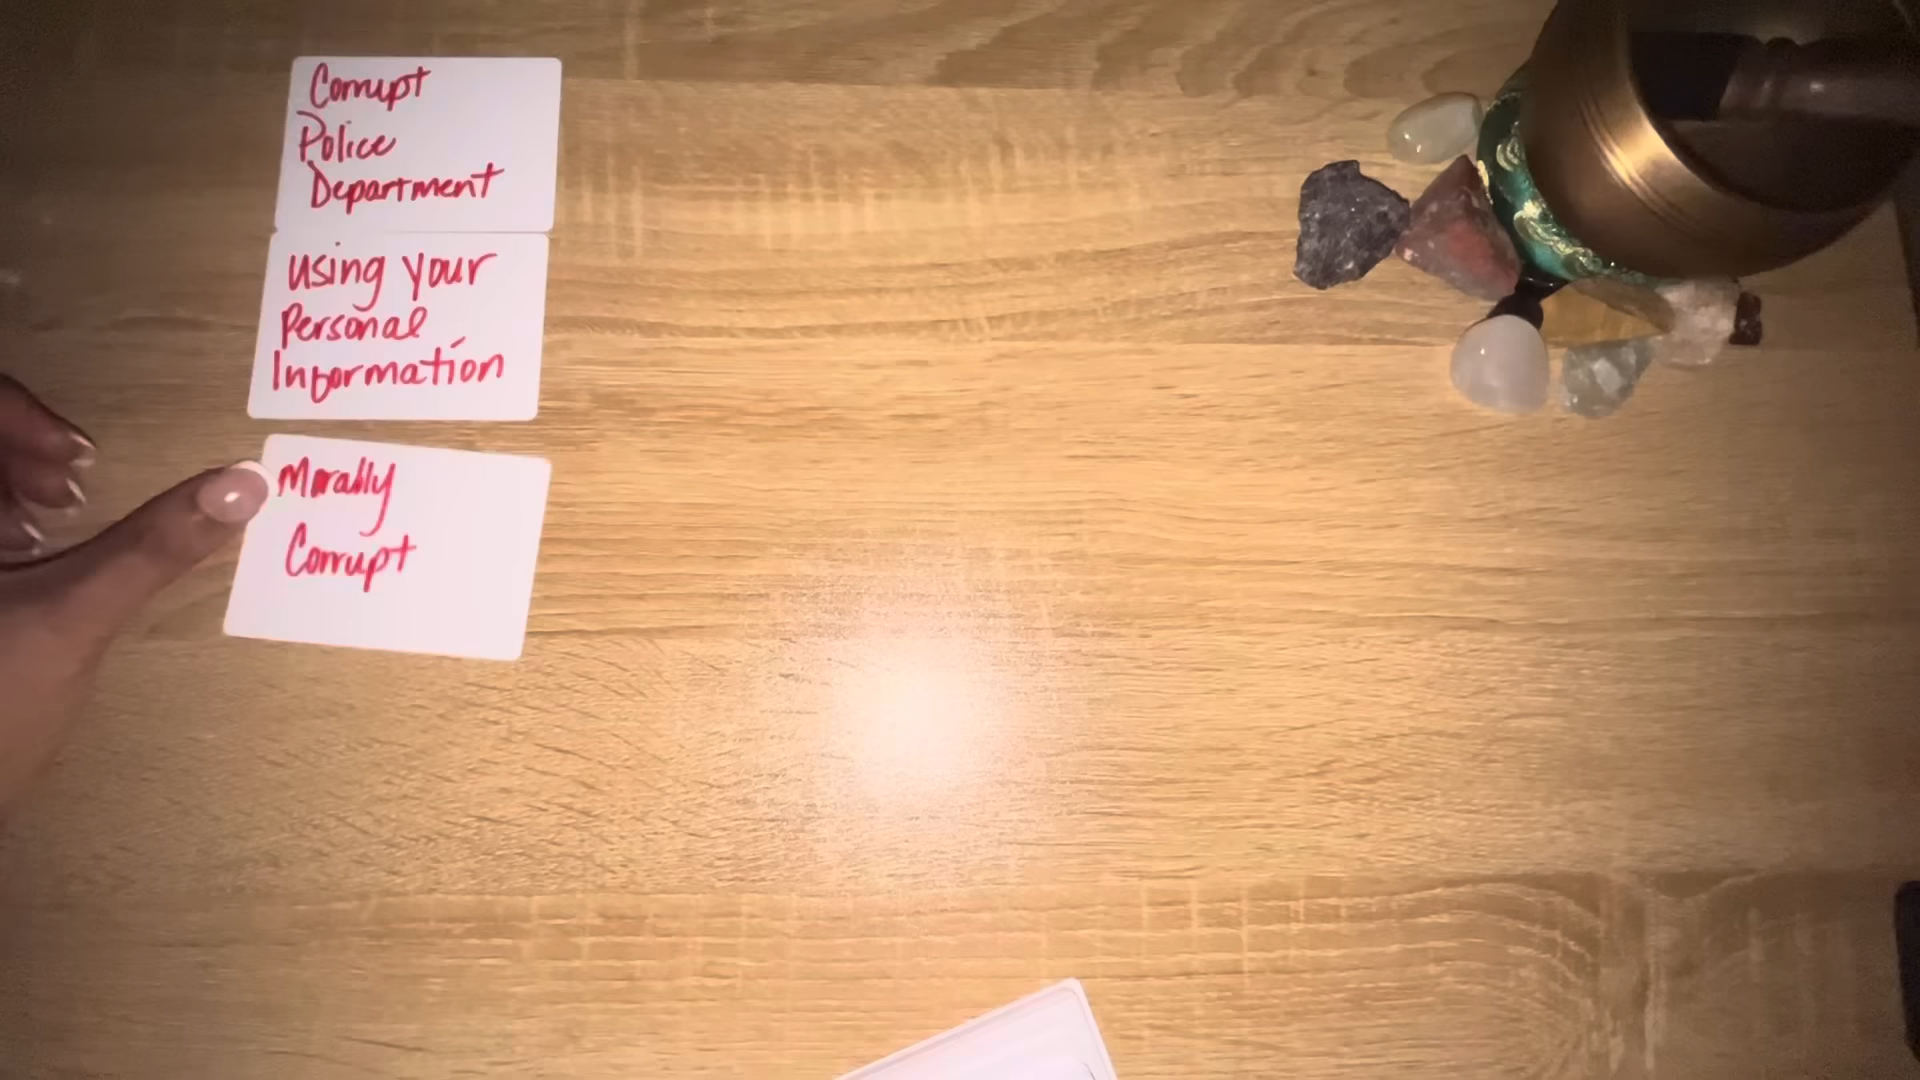 Corrupt
Police
Department
using your
Personal
Information
Morally
Corrupt